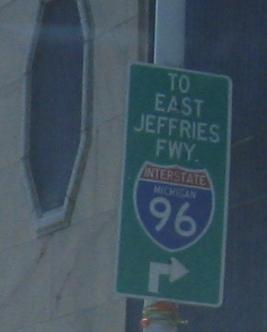 TO
EAST
JEFFRIES
FWY.
INTERSTATE
MICHIGAN
96